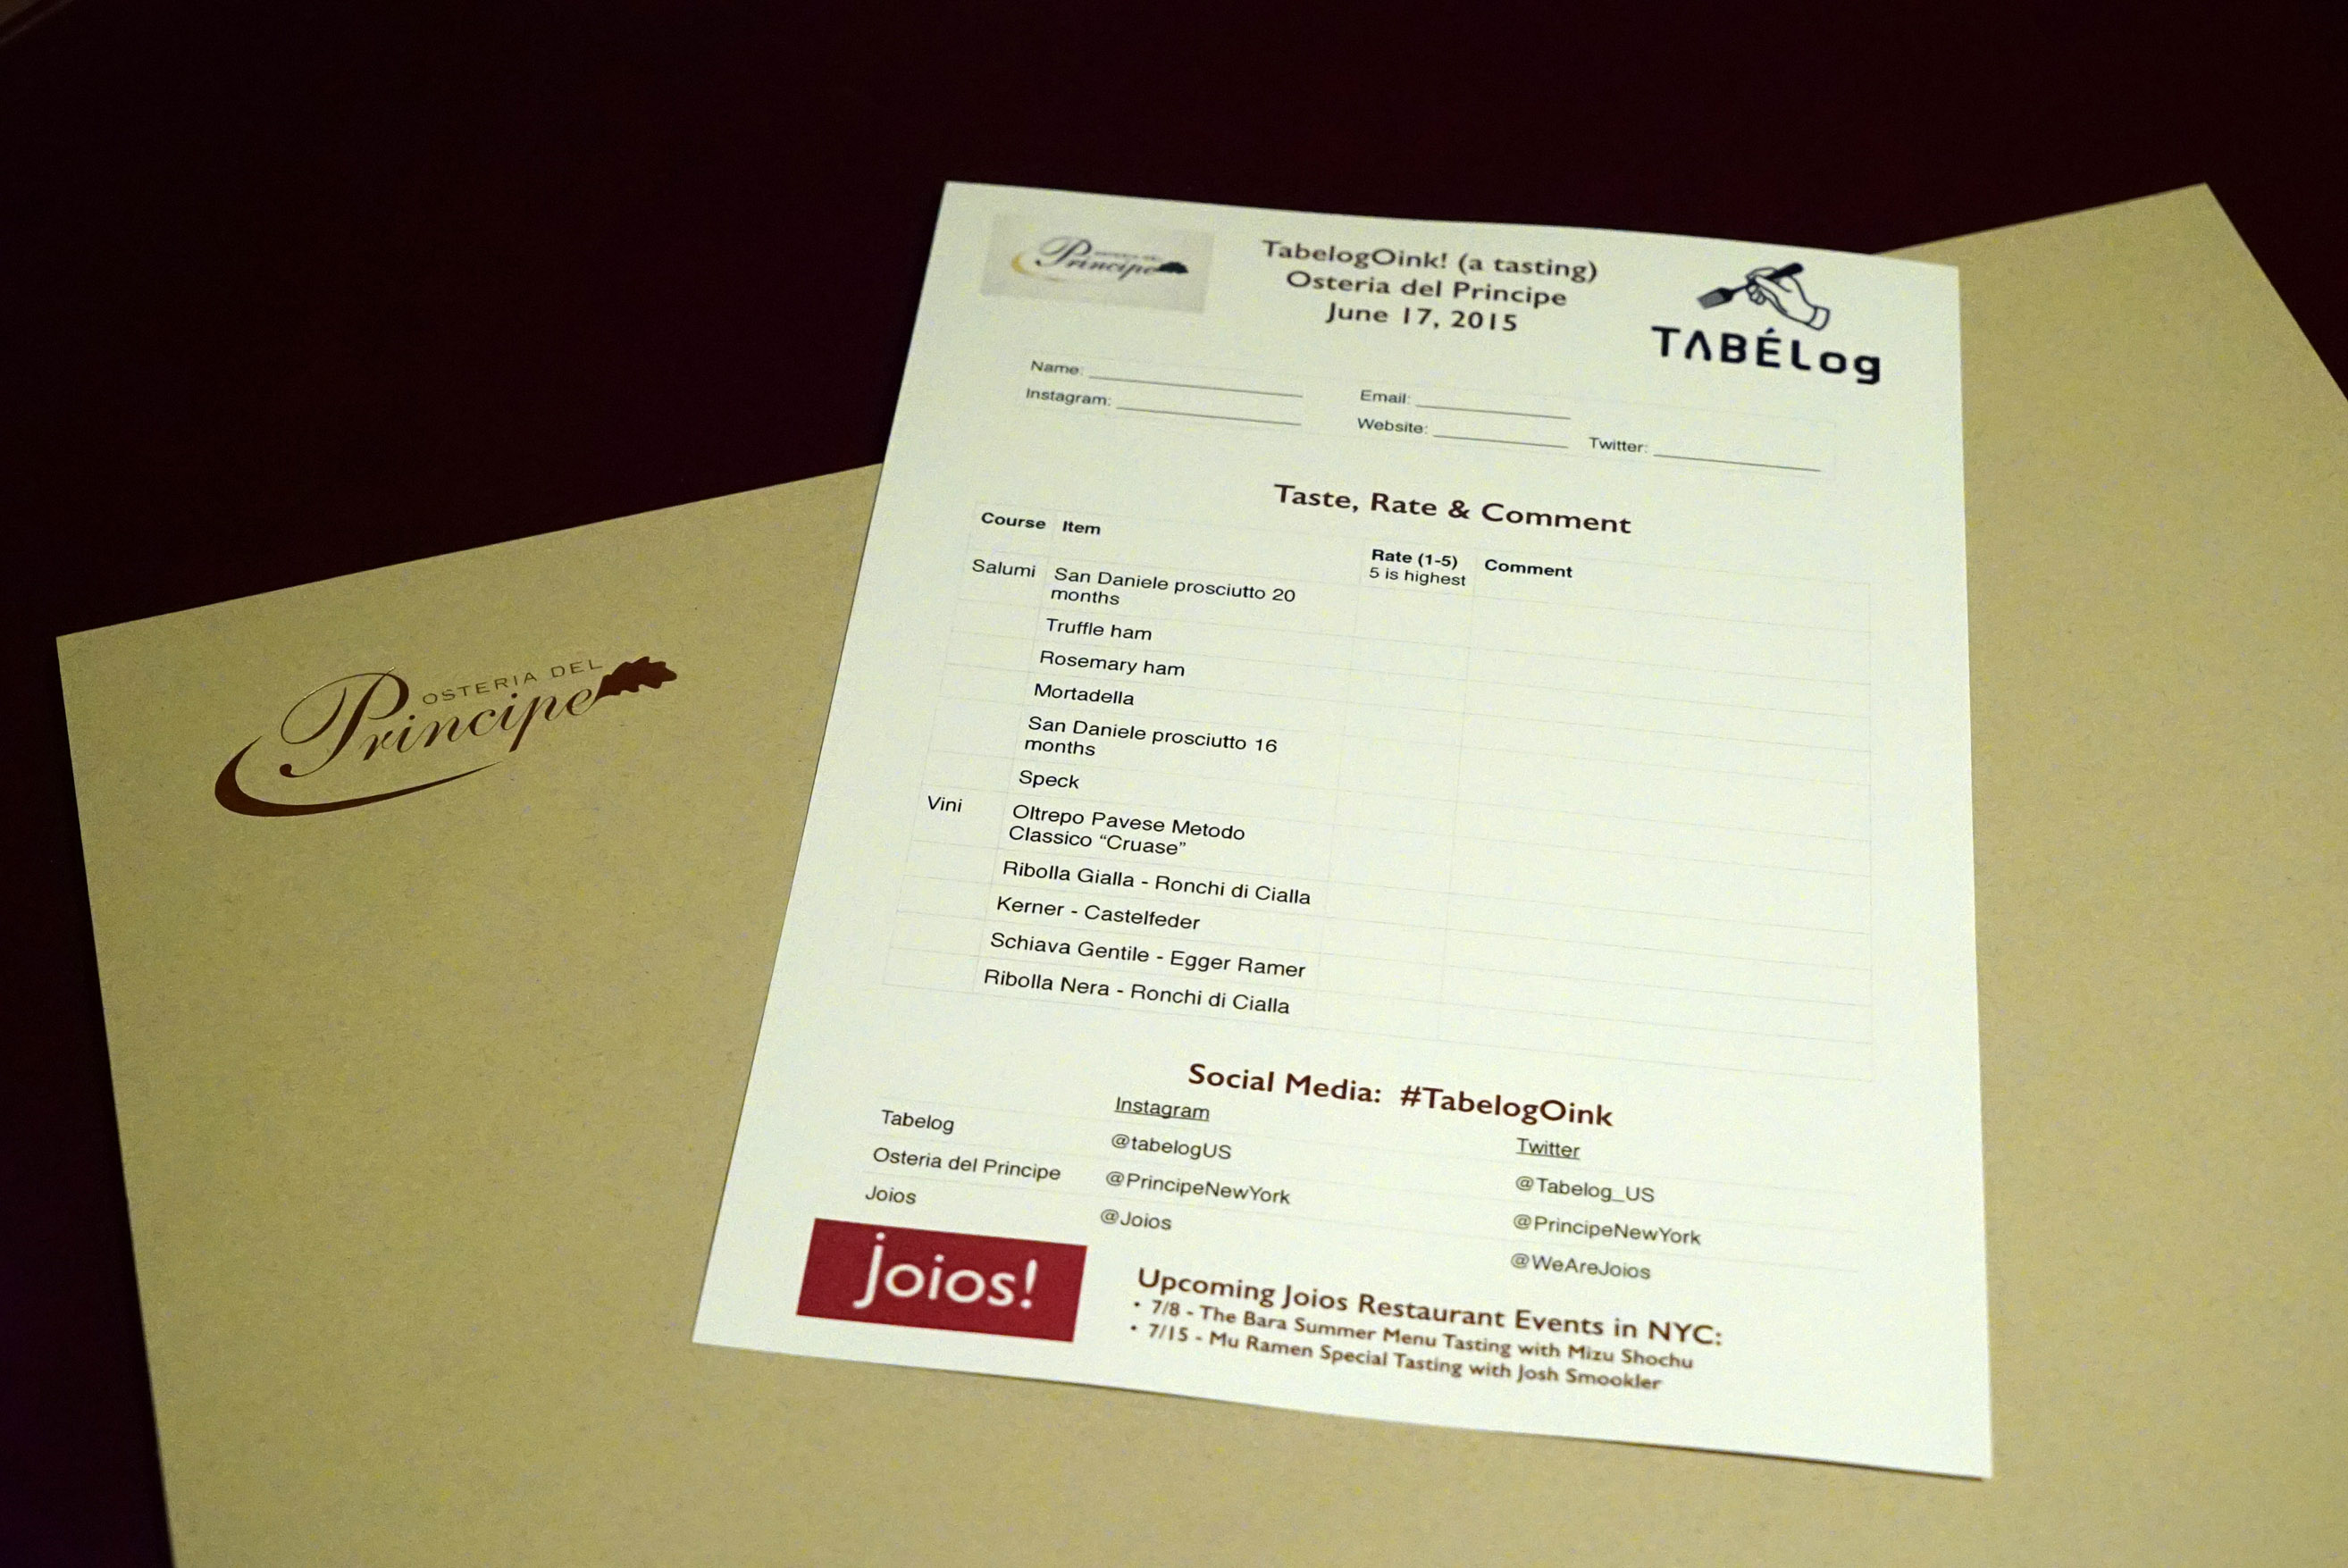 OSTERIA DEL
Principe
Principe
TabelogOink! (a tasting)
Osteria del Principe
June 17, 2015
TABÉLog
Name:
Email:
Instagram:
Website:
Twitter:
Taste, Rate & Comment
Course Item Rate (1-5) Comment
5 is highest
Salumi San Daniele prosciutto 20
months
Truffle ham
Rosemary ham
Mortadella
San Daniele prosciutto 16
months
Speck
Vini Oltrepo Pavese Metodo
Classico “Cruase”
Ribolla Gialla - Ronchi di Cialla
Kerner - Castelfeder
Schiava Gentile - Egger Ramer
Ribolla Nera - Ronchi di Cialla
Social Media: #TabelogOink
Instagram Twitter
Tabelog @tabelogUS @Tabelog_US
Osteria del Principe @PrincipeNewYork @PrincipeNewYork
Joios @Joios @WeAreJoios
joios!
Upcoming Joios Restaurant Events in NYC:
• 7/8 - The Bara Summer Menu Tasting with Mizu Shochu
• 7/15 - Mu Ramen Special Tasting with Josh Smookler